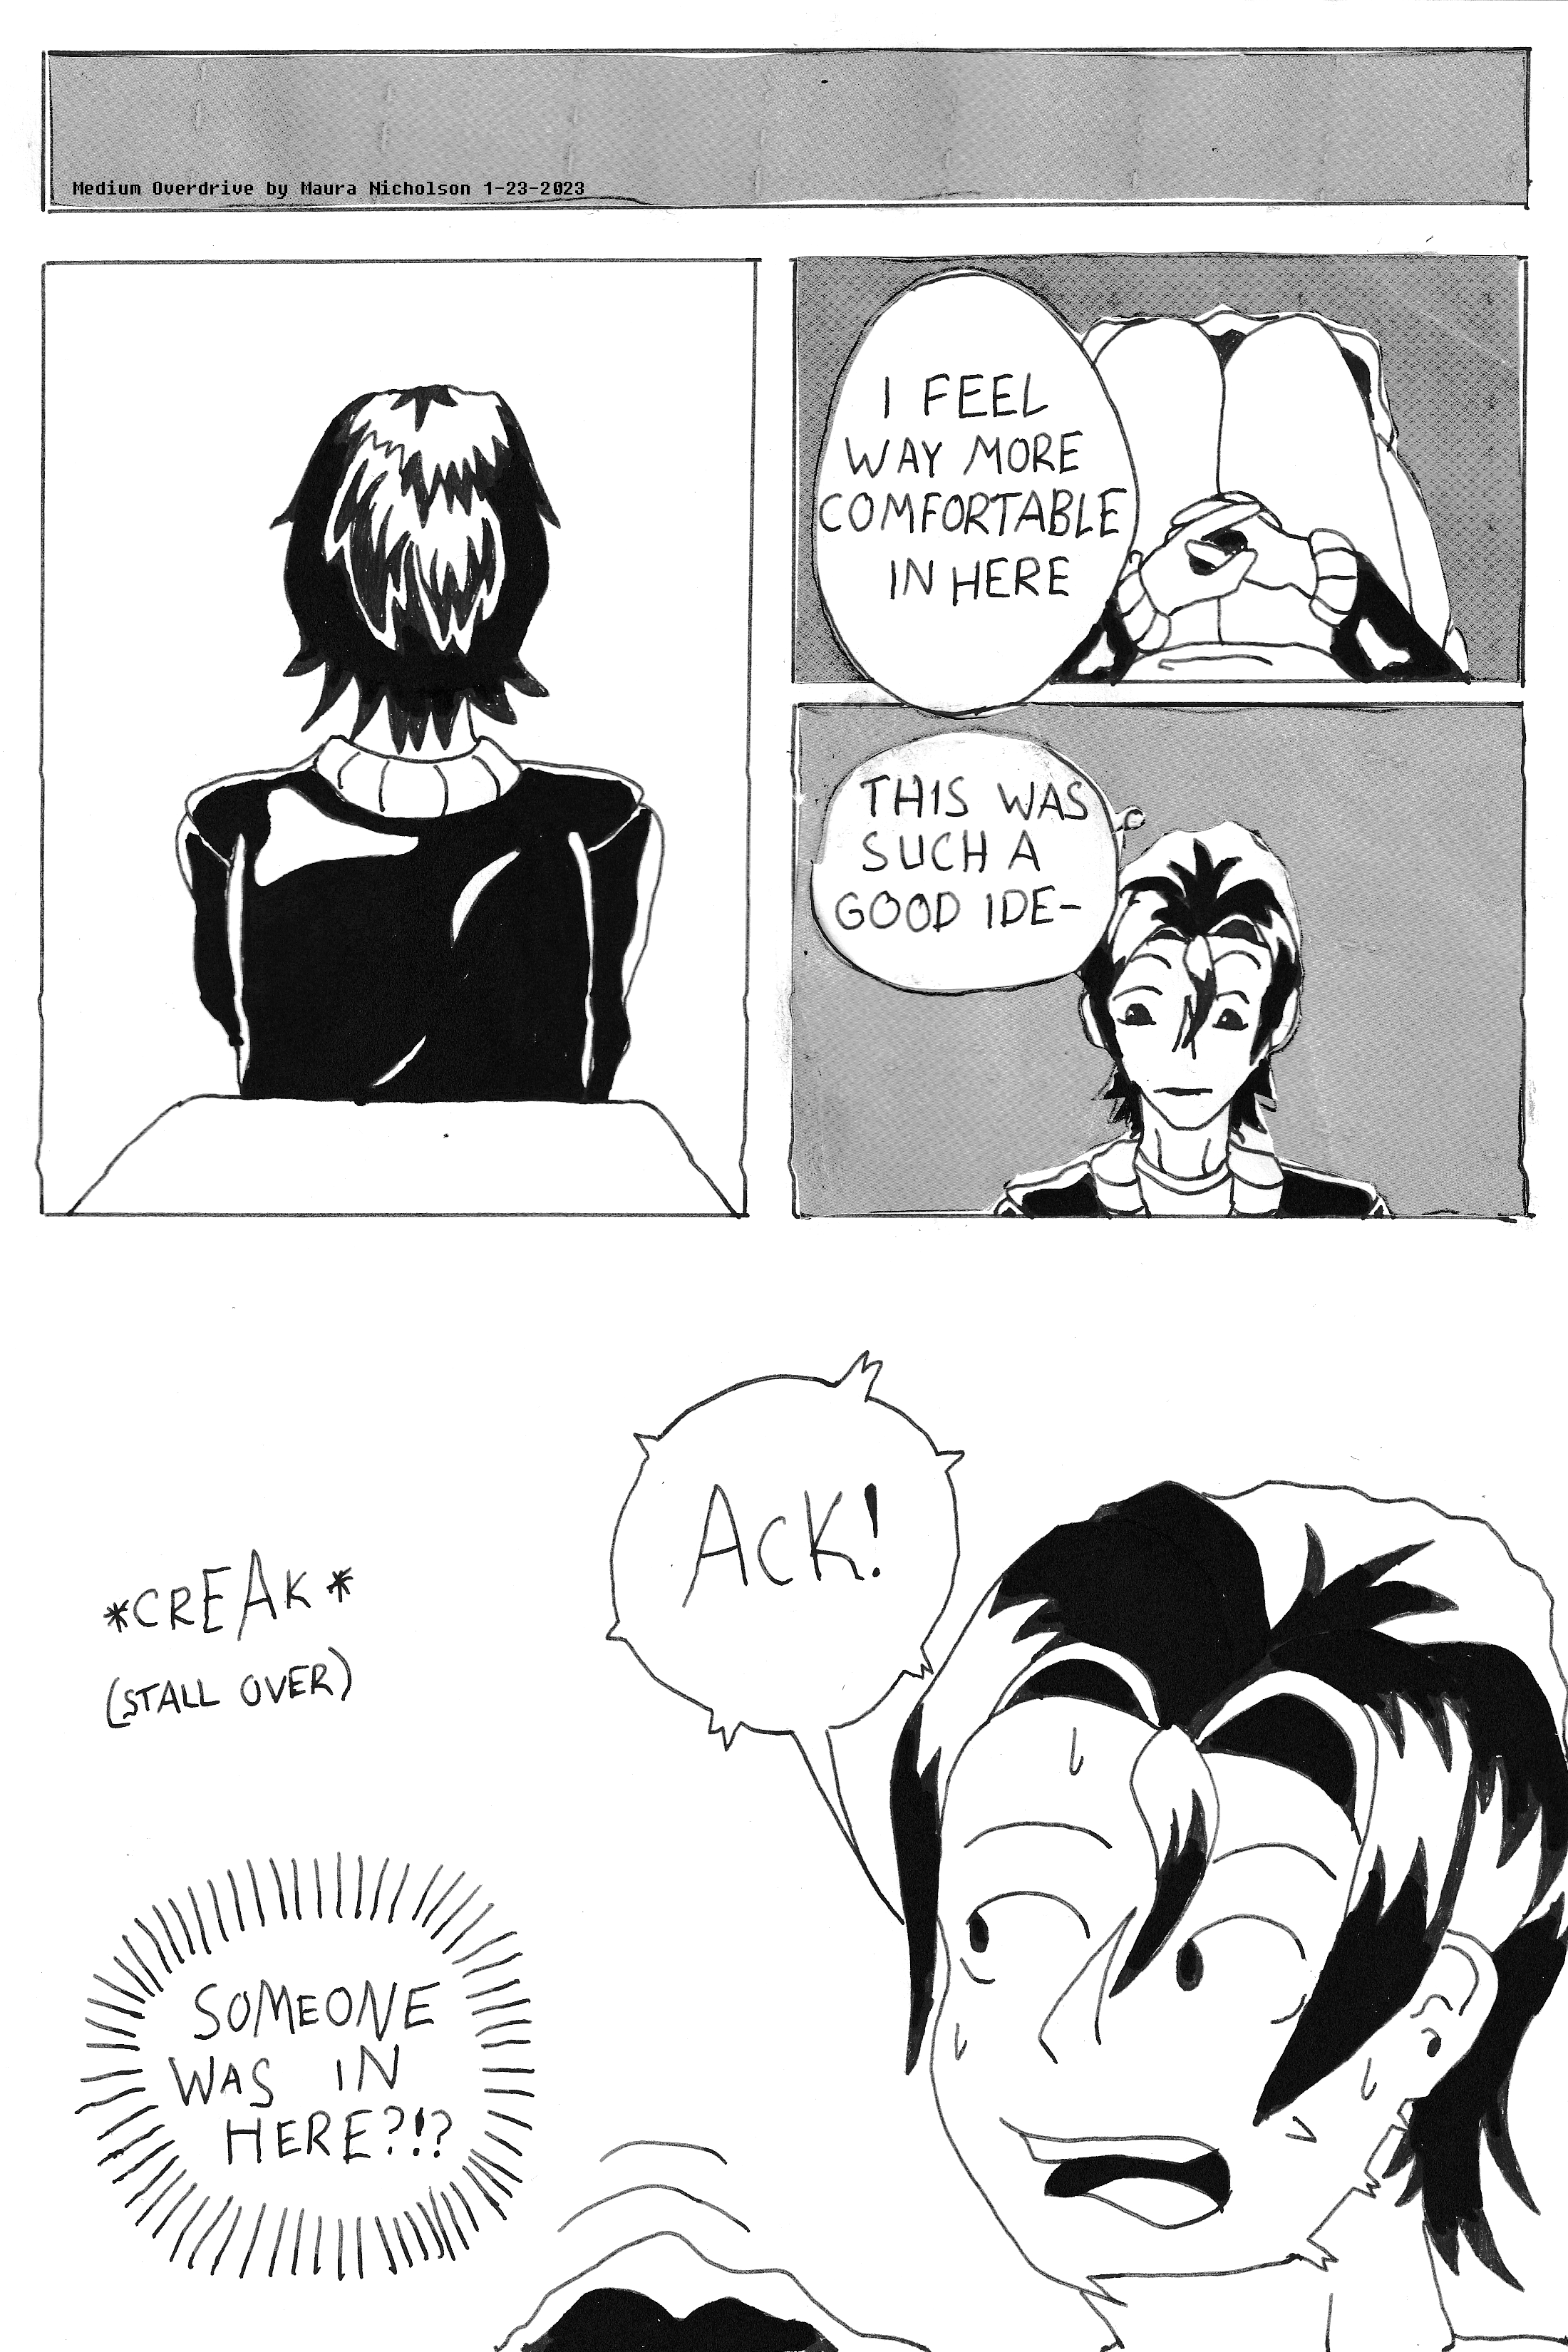 Medium Overdrive by Maura Nicholson 1-23-2023
I FEEL
WAY MORE
COMFORTABLE
IN HERE
THIS WAS
SUCH A
GOOD IDE-
ACK!
*CREAK*
(STALL OVER)
SOMEONE
WAS IN
HERE?!?